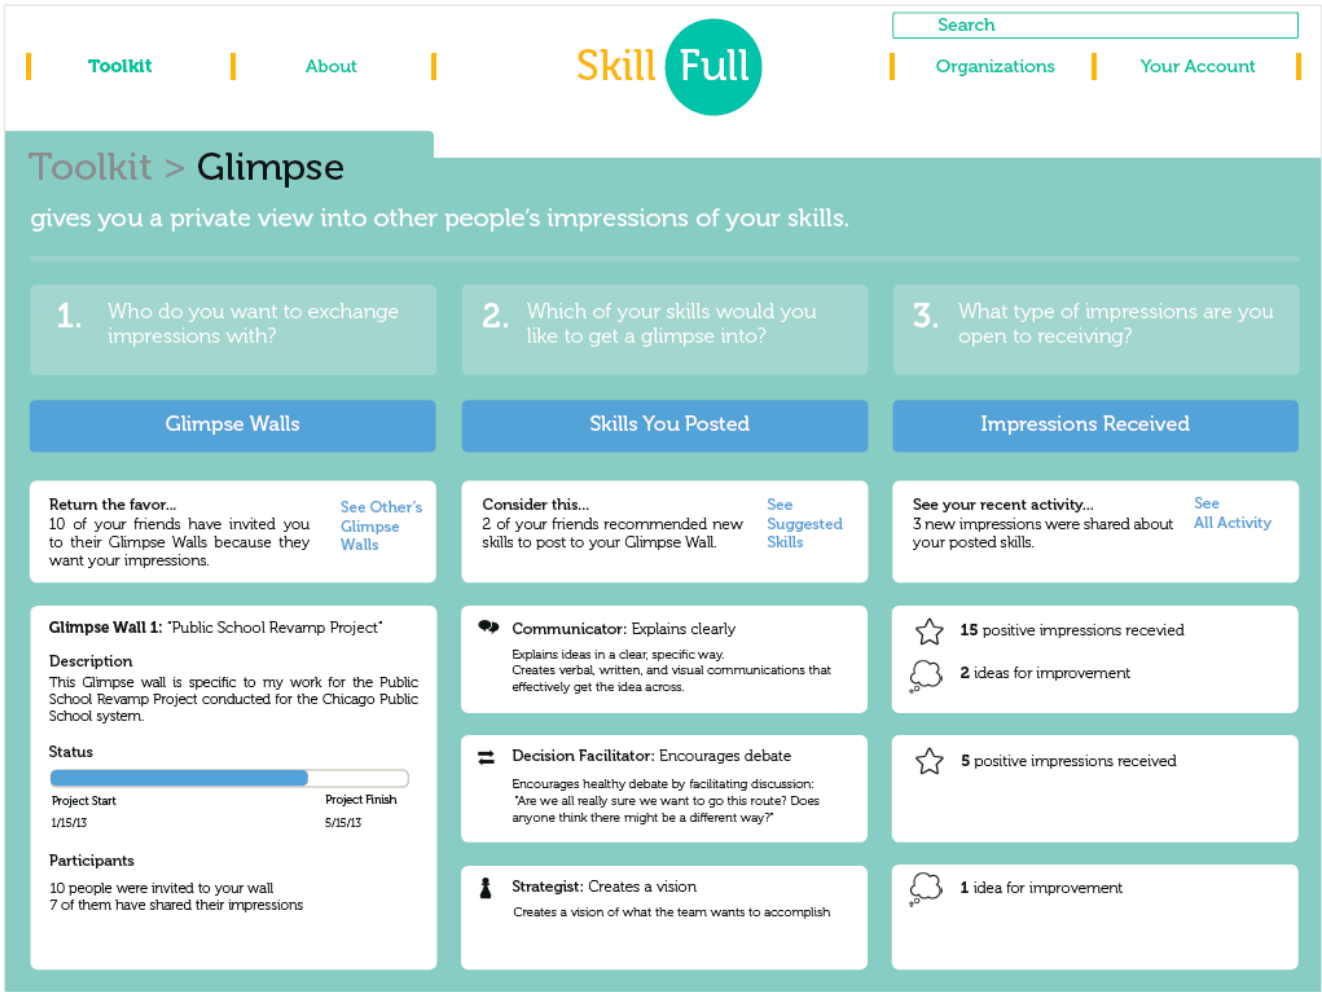 Search
Toolkit
About
Skill Full
Organizations
Your Account
Toolkit > Glimpse
gives you a private view into other people's impressions of your skills.
1. Who do you want to exchange
impressions with?
2. Which of your skills would you
like to get a glimpse into?
3. What type of impressions are you
open to receiving?
Glimpse Walls
Skills You Posted
Impressions Received
Return the favor...
10 of your friends have invited you
to their Glimpse Walls because they
want your impressions.
See Other's
Glimpse
Walls
Consider this...
2 of your friends recommended new
skills to post to your Glimpse Wall.
See
Suggested
Skills
See your recent activity...
3 new impressions were shared about
your posted skills.
See
All Activity
Glimpse Wall 1: "Public School Revamp Project"
Description
This Glimpse wall is specific to my work for the Public
School Revamp Project conducted for the Chicago Public
School system.
Status
Project Start
Project Finish
1/15/13
5/15/13
Participants
10 people were invited to your wall
7 of them have shared their impressions
Communicator: Explains clearly
Explains ideas in a clear, specific way.
Creates verbal, written, and visual communications that
effectively get the idea across.
Decision Facilitator: Encourages debate
Encourages healthy debate by facilitating discussion:
"Are we all really sure we want to go this route? Does
anyone think there might be a different way?"
Strategist: Creates a vision
Creates a vision of what the team wants to accomplish
15 positive impressions recevied
2 ideas for improvement
5 positive impressions received
1 idea for improvement